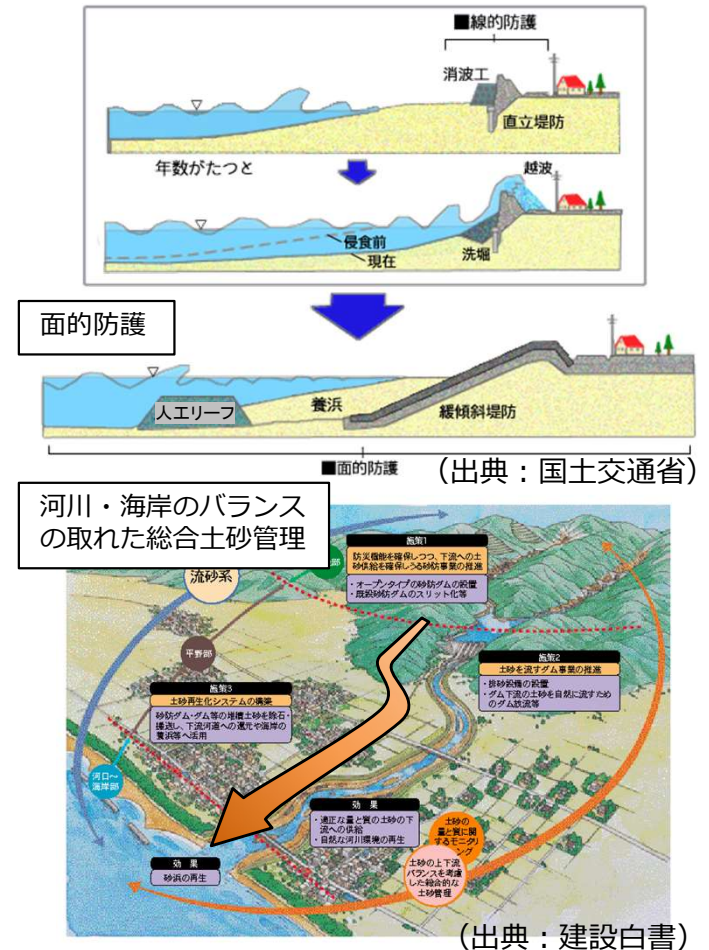 ■線的防護
消波工
直立堤防
年数がたつと
越波
侵食前
現在
洗堀
面的防護
人工リーフ
養浜
緩傾斜堤防
■面的防護
（出典：国土交通省）
河川・海岸のバランス
の取れた総合土砂管理
流砂系
部
施策1
防災機能を確保しつつ、下流への土
砂供給を確保しうる砂防事業の推進
・オープンタイプの砂防ダムの設置
・既設砂防ダムのスリット化等
平野部
施策2
土砂を流すダム事業の推進
・排砂設備の設置
・ダム下流の土砂を自然に流すため
のダム放流等
施策3
土砂再生化システムの構築
砂防ダム・ダム等の堆積土砂を除石・
搬送し、下流河道への還元や海岸の
養浜等へ活用
河口～
海岸部
効 果
・適正な量と質の土砂の下
流への供給
・自然な河川環境の再生
土砂の
量と質に関
するモニタリ
ング
効 果
砂浜の再生
土砂の上下流
バランスを考慮
した総合的な
土砂管理
（出典：建設白書）